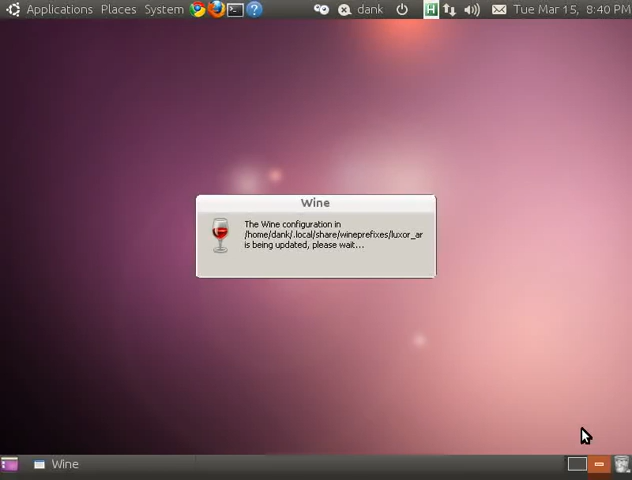 Applications Places System dank Tue Mar 15, 8:40 PM
Wine
The Wine configuration in
/home/dank/.local/share/wineprefixes/luxor_ar
is being updated, please wait...
Wine